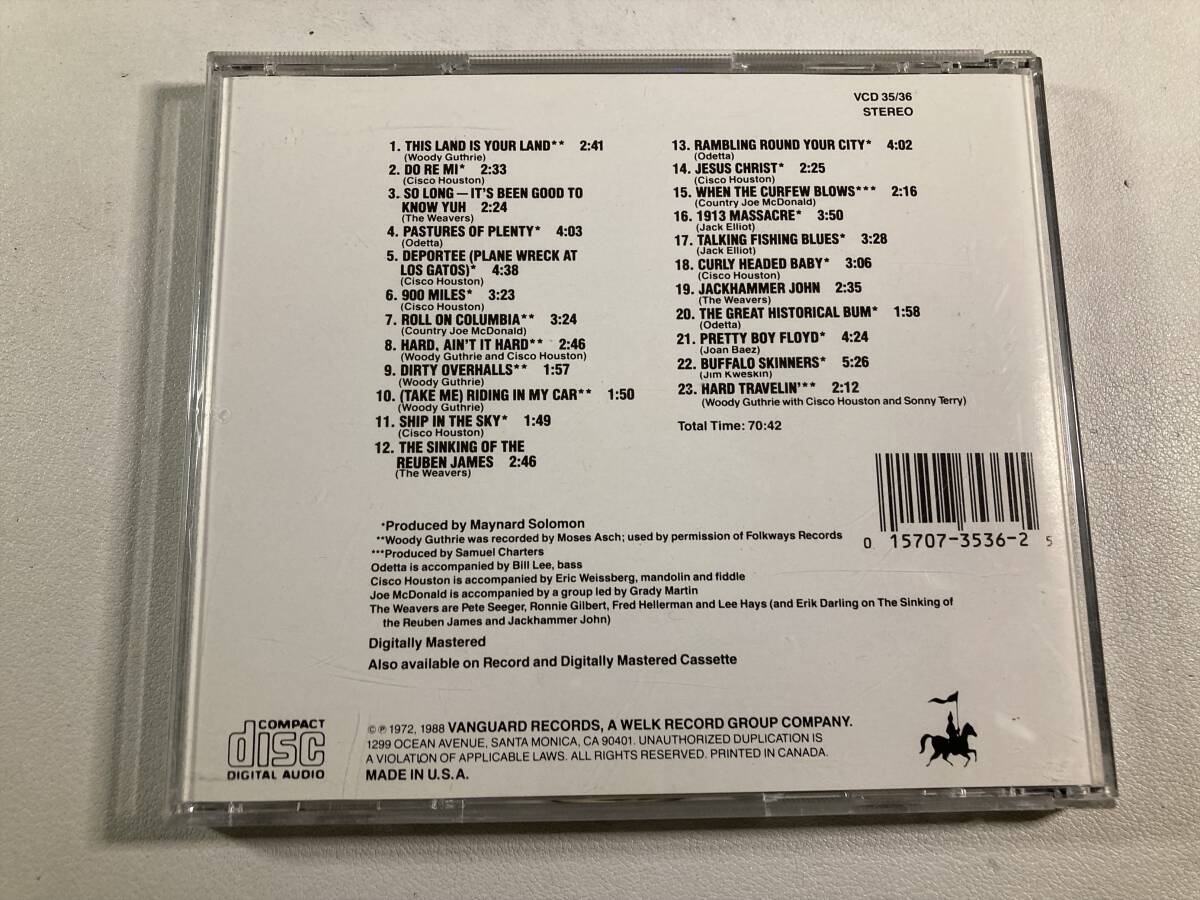 VCD 35/36
STEREO
1. THIS LAND IS YOUR LAND** 2:41
(Woody Guthrie)
2. DO RE MI* 2:33
(Cisco Houston)
3. SO LONG — IT'S BEEN GOOD TO
KNOW YUH 2:24
(The Weavers)
4. PASTURES OF PLENTY* 4:03
(Odetta)
5. DEPORTEE (PLANE WRECK AT
LOS GATOS)* 4:38
(Cisco Houston)
6. 900 MILES* 3:23
(Cisco Houston)
7. ROLL ON COLUMBIA** 3:24
(Country Joe McDonald)
8. HARD, AIN'T IT HARD** 2:46
(Woody Guthrie and Cisco Houston)
9. DIRTY OVERHALLS** 1:57
(Woody Guthrie)
10. (TAKE ME) RIDING IN MY CAR** 1:50
(Woody Guthrie)
11. SHIP IN THE SKY* 1:49
(Cisco Houston)
12. THE SINKING OF THE
REUBEN JAMES 2:46
(The Weavers)
13. RAMBLING ROUND YOUR CITY* 4:02
(Odetta)
14. JESUS CHRIST* 2:25
(Cisco Houston)
15. WHEN THE CURFEW BLOWS*** 2:16
(Country Joe McDonald)
16. 1913 MASSACRE* 3:50
(Jack Elliot)
17. TALKING FISHING BLUES* 3:28
(Jack Elliot)
18. CURLY HEADED BABY* 3:06
(Cisco Houston)
19. JACKHAMMER JOHN 2:35
(The Weavers)
20. THE GREAT HISTORICAL BUM* 1:58
(Odetta)
21. PRETTY BOY FLOYD* 4:24
(Joan Baez)
22. BUFFALO SKINNERS* 5:26
(Jim Kweskin)
23. HARD TRAVELIN'** 2:12
(Woody Guthrie with Cisco Houston and Sonny Terry)
Total Time: 70:42
*Produced by Maynard Solomon
**Woody Guthrie was recorded by Moses Asch; used by permission of Folkways Records
***Produced by Samuel Charters
Odetta is accompanied by Bill Lee, bass
Cisco Houston is accompanied by Eric Weissberg, mandolin and fiddle
Joe McDonald is accompanied by a group led by Grady Martin
The Weavers are Pete Seeger, Ronnie Gilbert, Fred Hellerman and Lee Hays (and Erik Darling on The Sinking of
the Reuben James and Jackhammer John)
Digitally Mastered
Also available on Record and Digitally Mastered Cassette
0 15707-3536-2 5
COMPACT
disc
DIGITAL AUDIO
©℗ 1972, 1988 VANGUARD RECORDS, A WELK RECORD GROUP COMPANY.
1299 OCEAN AVENUE, SANTA MONICA, CA 90401. UNAUTHORIZED DUPLICATION IS
A VIOLATION OF APPLICABLE LAWS. ALL RIGHTS RESERVED. PRINTED IN CANADA.
MADE IN U.S.A.